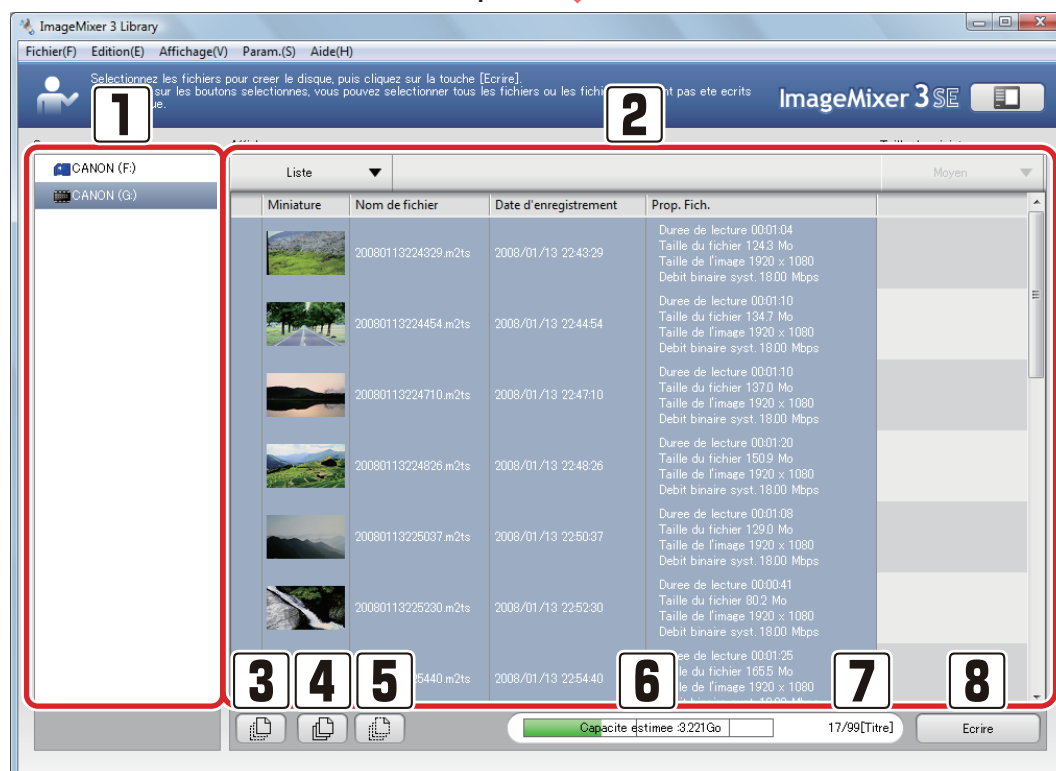 ImageMixer 3 Library
Fichier(F) Edition(E) Affichage(V) Param.(S) Aide(H)
Selectionnez les fichiers pour creer le disque, puis cliquez sur la touche [Ecrire].
sur les boutons selectionnes, vous pouvez selectionner tous les fichiers ou les pas ete ecrits
ImageMixer 3 SE
1
2
CANON (F:)
CANON (G:)
Liste
Moyen
Miniature Nom de fichier Date d'enregistrement Prop. Fich.
20080113224329.m2ts 2008/01/13 22:43:29
Duree de lecture 00:01:04
Taille du fichier 124.3 Mo
Taille de l'image 1920 x 1080
Debit binaire syst. 18.00 Mbps
20080113224454.m2ts 2008/01/13 22:44:54
Duree de lecture 00:01:10
Taille du fichier 134.7 Mo
Taille de l'image 1920 x 1080
Debit binaire syst. 18.00 Mbps
20080113224710.m2ts 2008/01/13 22:47:10
Duree de lecture 00:01:10
Taille du fichier 137.0 Mo
Taille de l'image 1920 x 1080
Debit binaire syst. 18.00 Mbps
20080113224826.m2ts 2008/01/13 22:48:26
Duree de lecture 00:01:20
Taille du fichier 150.9 Mo
Taille de l'image 1920 x 1080
Debit binaire syst. 18.00 Mbps
20080113225037.m2ts 2008/01/13 22:50:37
Duree de lecture 00:01:08
Taille du fichier 129.0 Mo
Taille de l'image 1920 x 1080
Debit binaire syst. 18.00 Mbps
20080113225230.m2ts 2008/01/13 22:52:30
Duree de lecture 00:00:41
Taille du fichier 80.2 Mo
Taille de l'image 1920 x 1080
Debit binaire syst. 18.00 Mbps
25440.m2ts 2008/01/13 22:54:40
de lecture 00:01:25
du fichier 165.5 Mo
de l'image 1920 x 1080
3
4
5
6
7
8
Capacite estimee :3.221Go
17/99[Titre]
Ecrire